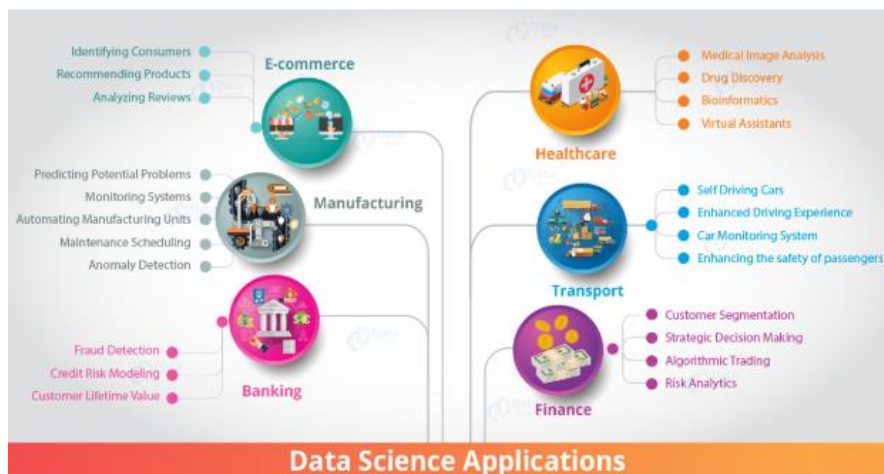 Identifying Consumers
Recommending Products
Analyzing Reviews
E-commerce
Predicting Potential Problems
Monitoring Systems
Automating Manufacturing Units
Maintenance Scheduling
Anomaly Detection
Manufacturing
Fraud Detection
Credit Risk Modeling
Customer Lifetime Value
Banking
Medical Image Analysis
Drug Discovery
Bioinformatics
Virtual Assistants
Healthcare
Self Driving Cars
Enhanced Driving Experience
Car Monitoring System
Enhancing the safety of passengers
Transport
Customer Segmentation
Strategic Decision Making
Algorithmic Trading
Risk Analytics
Finance
Data Science Applications